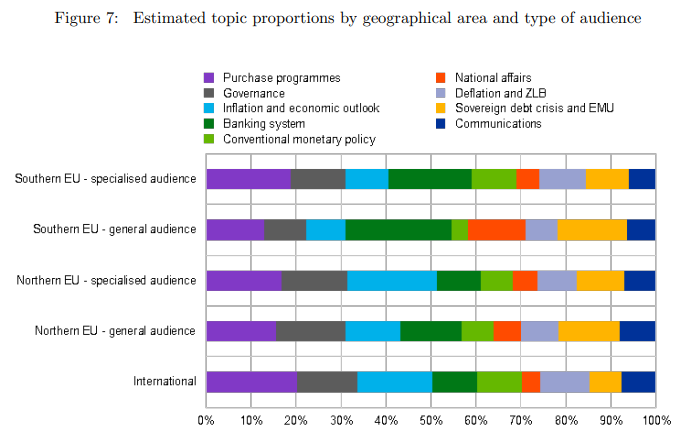 Figure 7: Estimated topic proportions by geographical area and type of audience
Purchase programmes
Governance
Inflation and economic outlook
Banking system
Conventional monetary policy
National affairs
Deflation and ZLB
Sovereign debt crisis and EMU
Communications
Southern EU - specialised audience
Southern EU - general audience
Northern EU - specialised audience
Northern EU - general audience
International
0% 10% 20% 30% 40% 50% 60% 70% 80% 90% 100%